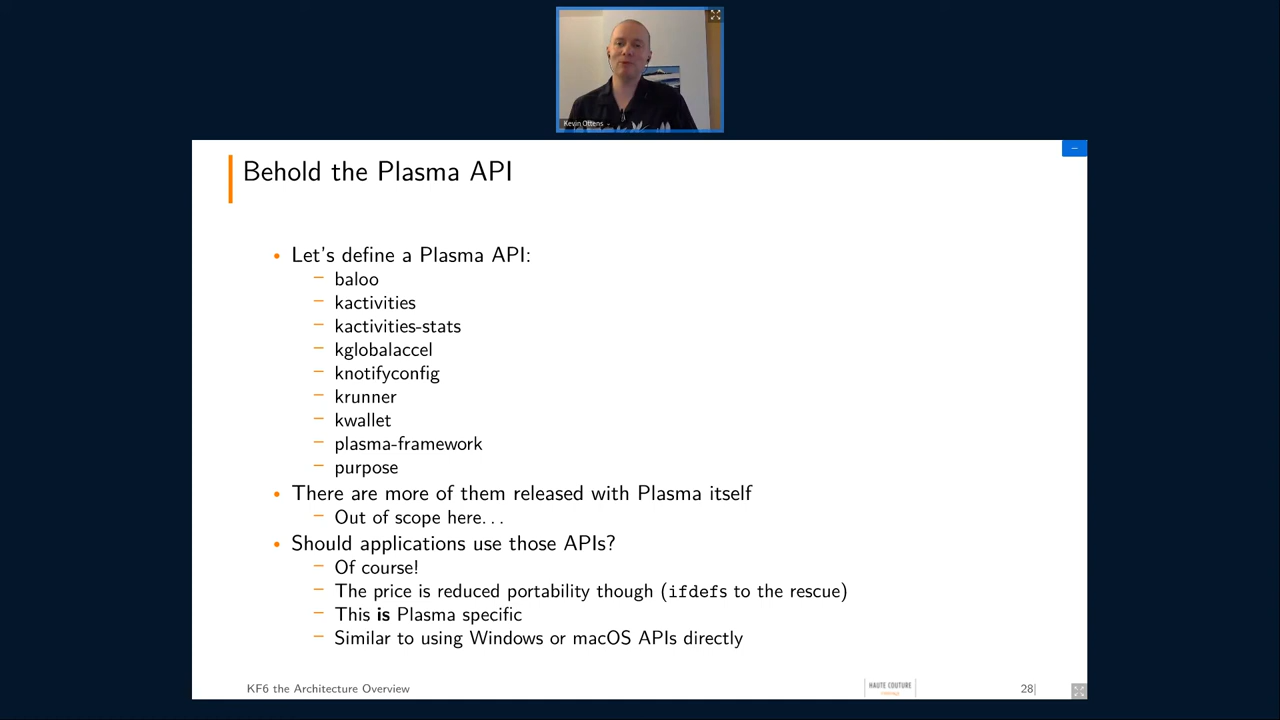 Kevin Ottens
Behold the Plasma API
• Let's define a Plasma API:
– baloo
– kactivities
– kactivities-stats
– kglobalaccel
– knotifyconfig
– krunner
– kwallet
– plasma-framework
– purpose
• There are more of them released with Plasma itself
– Out of scope here...
• Should applications use those APIs?
– Of course!
– The price is reduced portability though (ifdefs to the rescue)
– This is Plasma specific
– Similar to using Windows or macOS APIs directly
KF6 the Architecture Overview
HAUTE COUTURE
28|